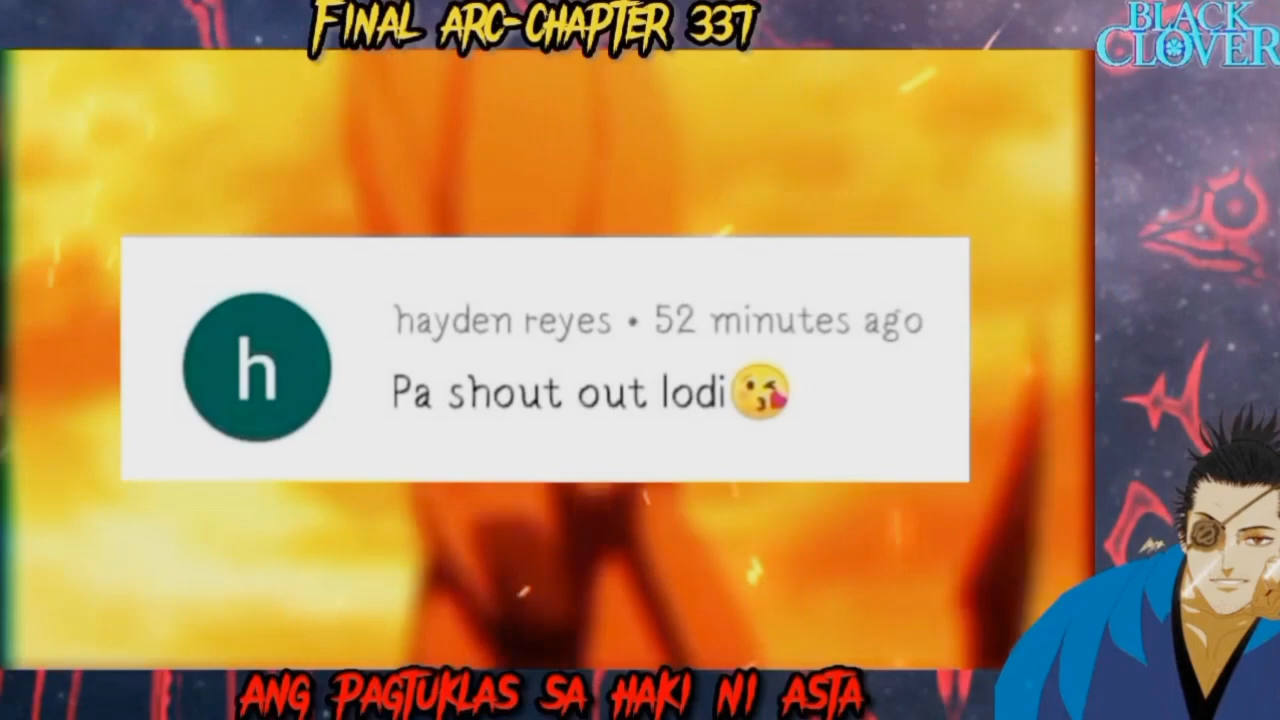 FINAL ARC-CHAPTER 337
BLACK
CLOVER
hayden reyes • 52 minutes ago
h
Pa shout out lodi😘
ANG PAGTUKLAS SA HAKI NI ASTA